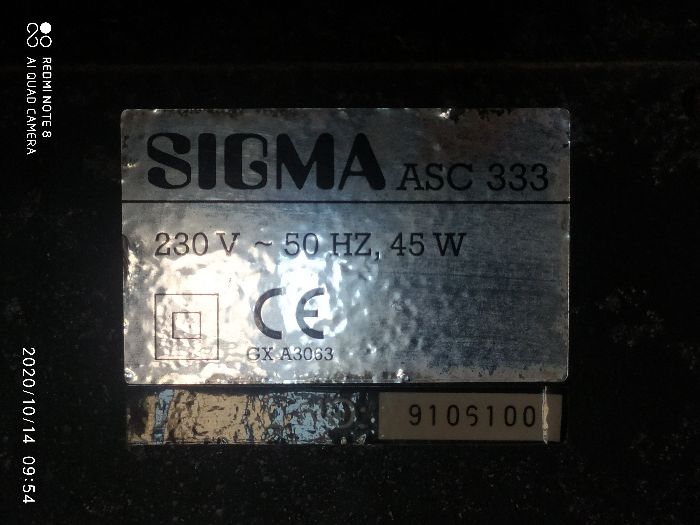 SIGMA ASC 333
230 V ~ 50 HZ, 45 W
CE
GX A3063
9106100
REDMI NOTE 8
AI QUAD CAMERA
2020/10/14 09:54